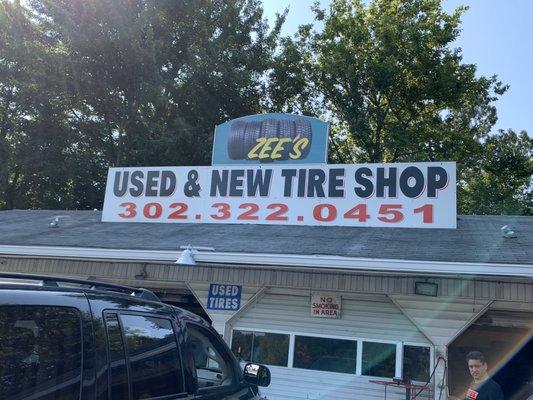 ZEE'S
USED & NEW TIRE SHOP
302.322.0451
USED
TIRES
NO
SMOKING
IN AREA